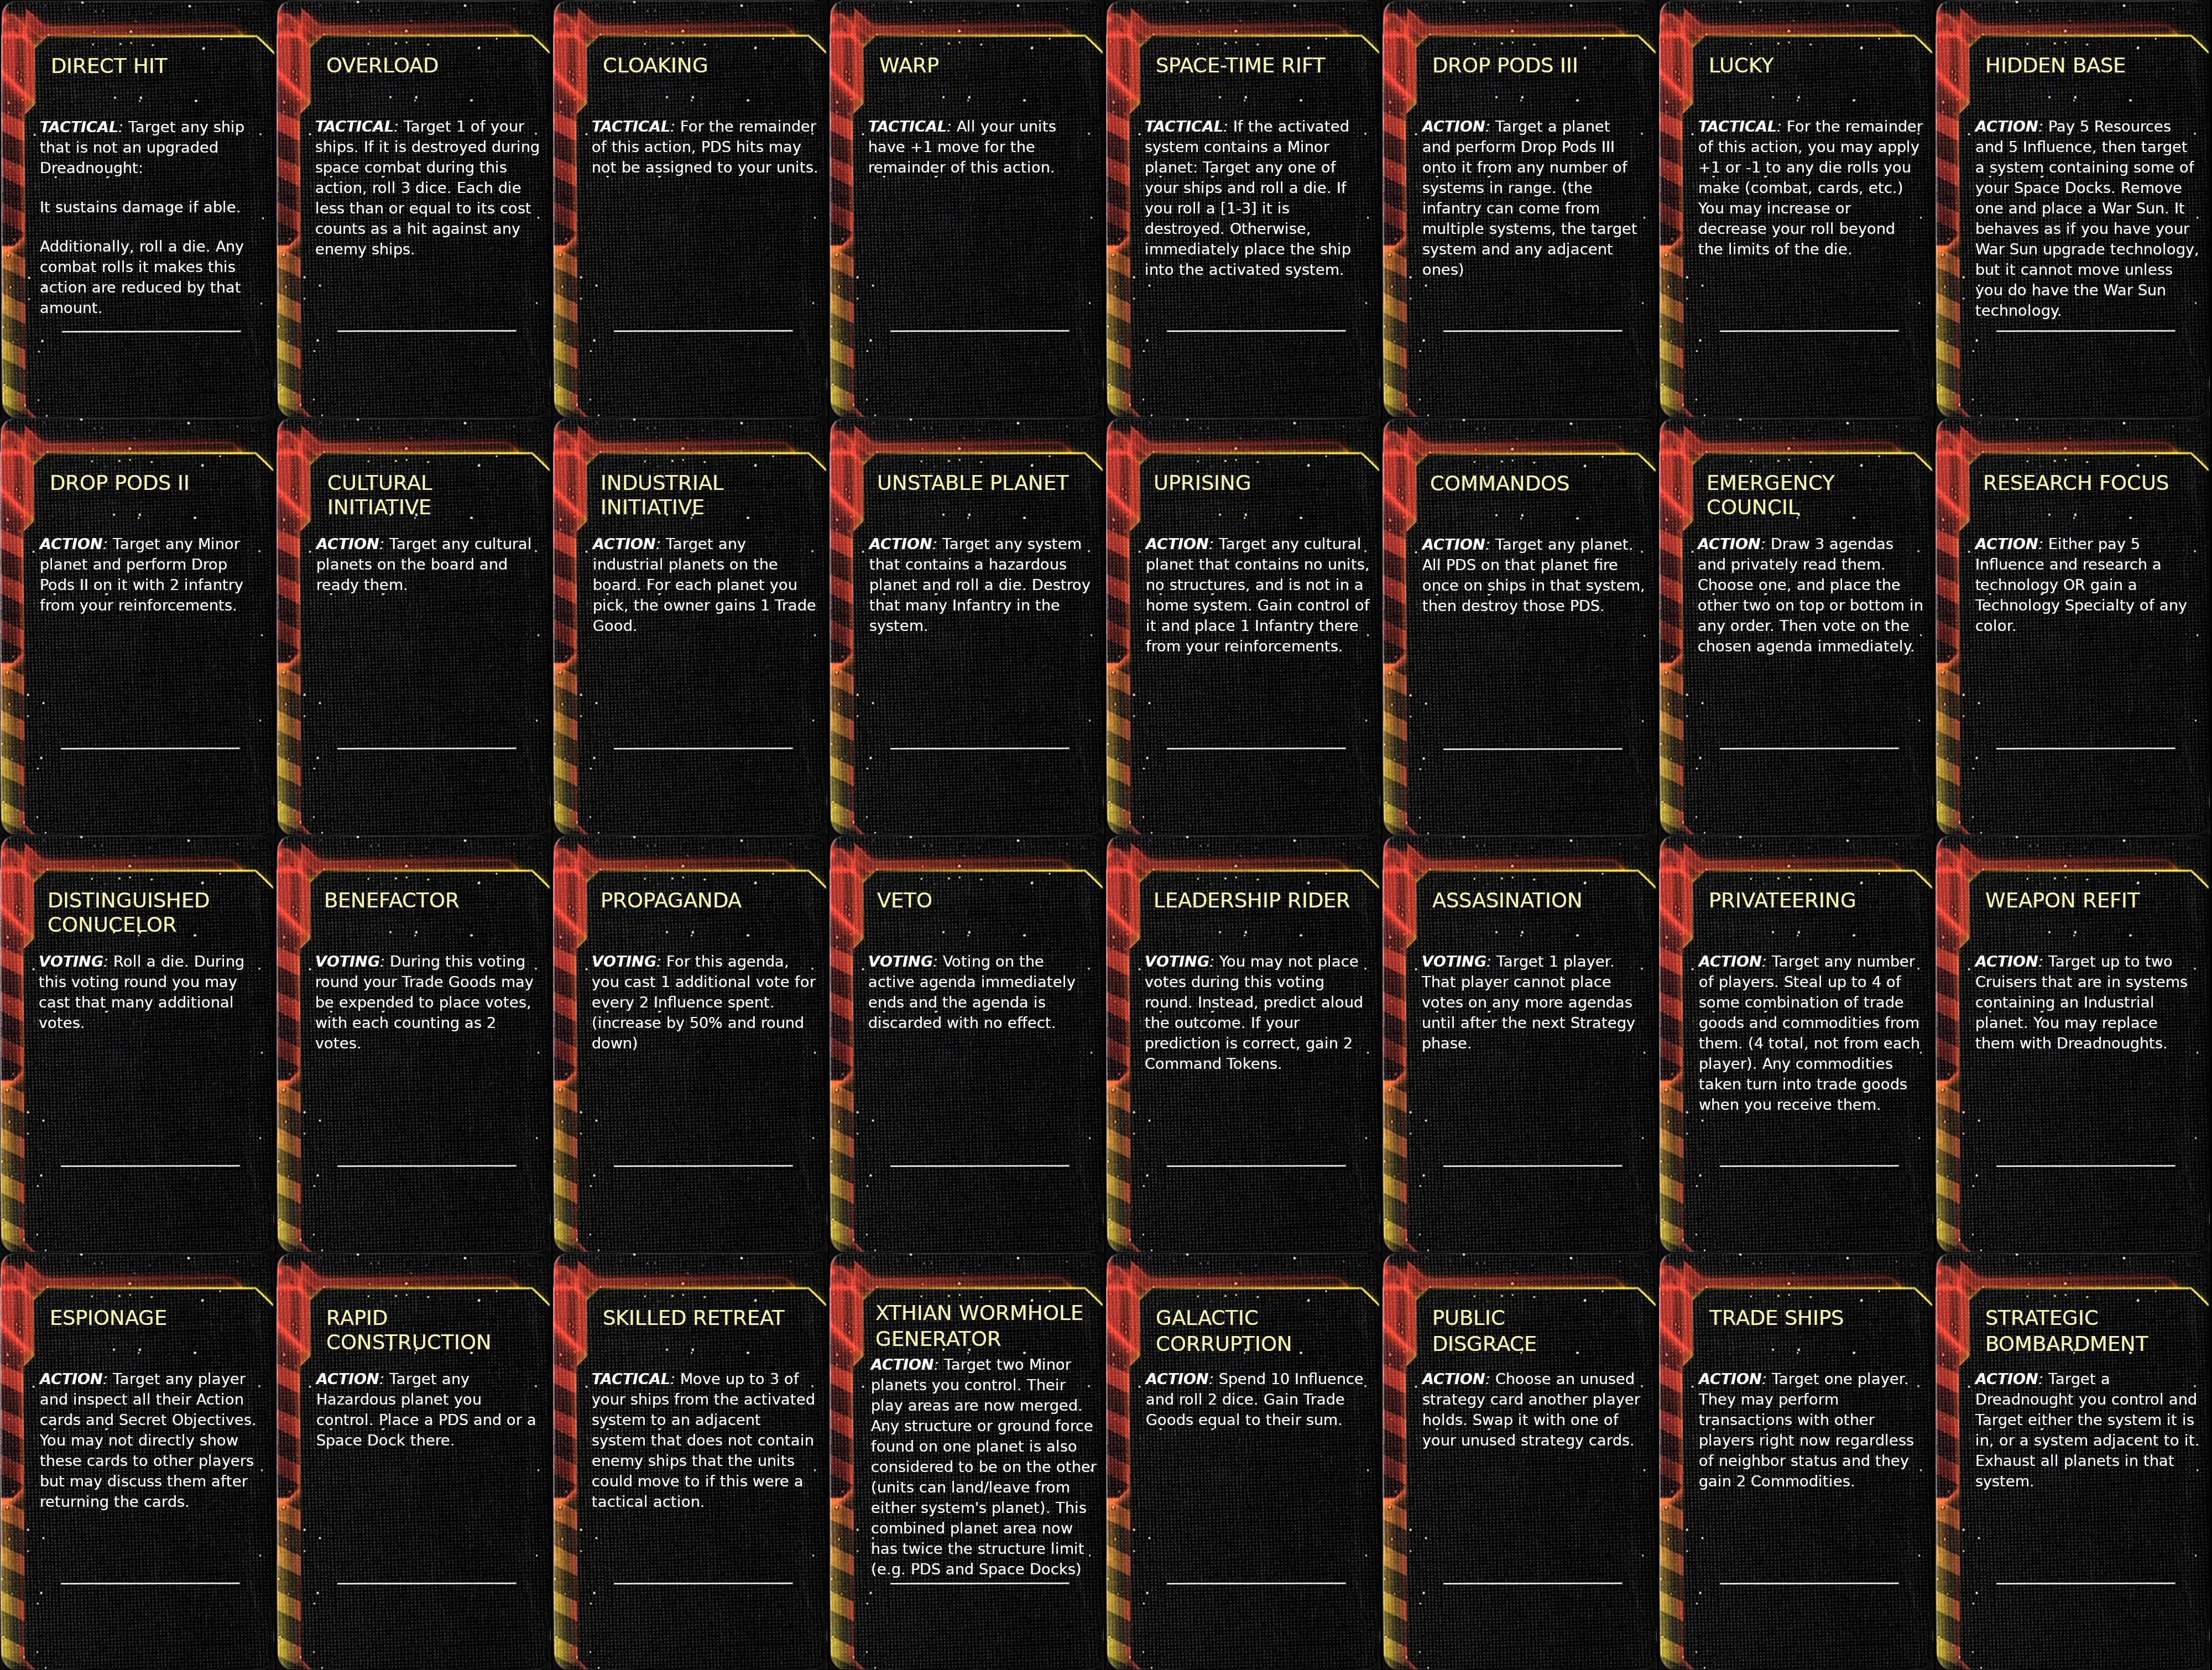 DIRECT HIT
TACTICAL: Target any ship
that is not an upgraded
Dreadnought:
It sustains damage if able.
Additionally, roll a die. Any
combat rolls it makes this
action are reduced by that
amount.
OVERLOAD
TACTICAL: Target 1 of your
ships. If it is destroyed during
space combat during this
action, roll 3 dice. Each die
less than or equal to its cost
counts as a hit against any
enemy ships.
CLOAKING
TACTICAL: For the remainder
of this action, PDS hits may
not be assigned to your units.
WARP
TACTICAL: All your units
have +1 move for the
remainder of this action.
SPACE-TIME RIFT
TACTICAL: If the activated
system contains a Minor
planet: Target any one of
your ships and roll a die. If
you roll a [1-3] it is
destroyed. Otherwise,
immediately place the ship
into the activated system.
DROP PODS III
ACTION: Target a planet
and perform Drop Pods III
onto it from any number of
systems in range. (the
infantry can come from
multiple systems, the target
system and any adjacent
ones)
LUCKY
TACTICAL: For the remainder
of this action, you may apply
+1 or -1 to any die rolls you
make (combat, cards, etc.)
You may increase or
decrease your roll beyond
the limits of the die.
HIDDEN BASE
ACTION: Pay 5 Resources
and 5 Influence, then target
a system containing some of
your Space Docks. Remove
one and place a War Sun. It
behaves as if you have your
War Sun upgrade technology,
but it cannot move unless
you do have the War Sun
technology.
DROP PODS II
ACTION: Target any Minor
planet and perform Drop
Pods II on it with 2 infantry
from your reinforcements.
CULTURAL
INITIATIVE
ACTION: Target any cultural
planets on the board and
ready them.
INDUSTRIAL
INITIATIVE
ACTION: Target any
industrial planets on the
board. For each planet you
pick, the owner gains 1 Trade
Good.
UNSTABLE PLANET
ACTION: Target any system
that contains a hazardous
planet and roll a die. Destroy
that many Infantry in the
system.
UPRISING
ACTION: Target any cultural
planet that contains no units,
no structures, and is not in a
home system. Gain control of
it and place 1 Infantry there
from your reinforcements.
COMMANDOS
ACTION: Target any planet.
All PDS on that planet fire
once on ships in that system,
then destroy those PDS.
EMERGENCY
COUNCIL
ACTION: Draw 3 agendas
and privately read them.
Choose one, and place the
other two on top or bottom in
any order. Then vote on the
chosen agenda immediately.
RESEARCH FOCUS
ACTION: Either pay 5
Influence and research a
technology OR gain a
Technology Specialty of any
color.
DISTINGUISHED
CONUCELOR
VOTING: Roll a die. During
this voting round you may
cast that many additional
votes.
BENEFACTOR
VOTING: During this voting
round your Trade Goods may
be expended to place votes,
with each counting as 2
votes.
PROPAGANDA
VOTING: For this agenda,
you cast 1 additional vote for
every 2 Influence spent.
(increase by 50% and round
down)
VETO
VOTING: Voting on the
active agenda immediately
ends and the agenda is
discarded with no effect.
LEADERSHIP RIDER
VOTING: You may not place
votes during this voting
round. Instead, predict aloud
the outcome. If your
prediction is correct, gain 2
Command Tokens.
ASSASINATION
VOTING: Target 1 player.
That player cannot place
votes on any more agendas
until after the next Strategy
phase.
PRIVATEERING
ACTION: Target any number
of players. Steal up to 4 of
some combination of trade
goods and commodities from
them. (4 total, not from each
player). Any commodities
taken turn into trade goods
when you receive them.
WEAPON REFIT
ACTION: Target up to two
Cruisers that are in systems
containing an Industrial
planet. You may replace
them with Dreadnoughts.
ESPIONAGE
ACTION: Target any player
and inspect all their Action
cards and Secret Objectives.
You may not directly show
these cards to other players
but may discuss them after
returning the cards.
RAPID
CONSTRUCTION
ACTION: Target any
Hazardous planet you
control. Place a PDS and or a
Space Dock there.
SKILLED RETREAT
TACTICAL: Move up to 3 of
your ships from the activated
system to an adjacent
system that does not contain
enemy ships that the units
could move to if this were a
tactical action.
XTHIAN WORMHOLE
GENERATOR
ACTION: Target two Minor
planets you control. Their
play areas are now merged.
Any structure or ground force
found on one planet is also
considered to be on the other
(units can land/leave from
either system's planet). This
combined planet area now
has twice the structure limit
(e.g. PDS and Space Docks)
GALACTIC
CORRUPTION
ACTION: Spend 10 Influence
and roll 2 dice. Gain Trade
Goods equal to their sum.
PUBLIC
DISGRACE
ACTION: Choose an unused
strategy card another player
holds. Swap it with one of
your unused strategy cards.
TRADE SHIPS
ACTION: Target one player.
They may perform
transactions with other
players right now regardless
of neighbor status and they
gain 2 Commodities.
STRATEGIC
BOMBARDMENT
ACTION: Target a
Dreadnought you control and
Target either the system it is
in, or a system adjacent to it.
Exhaust all planets in that
system.